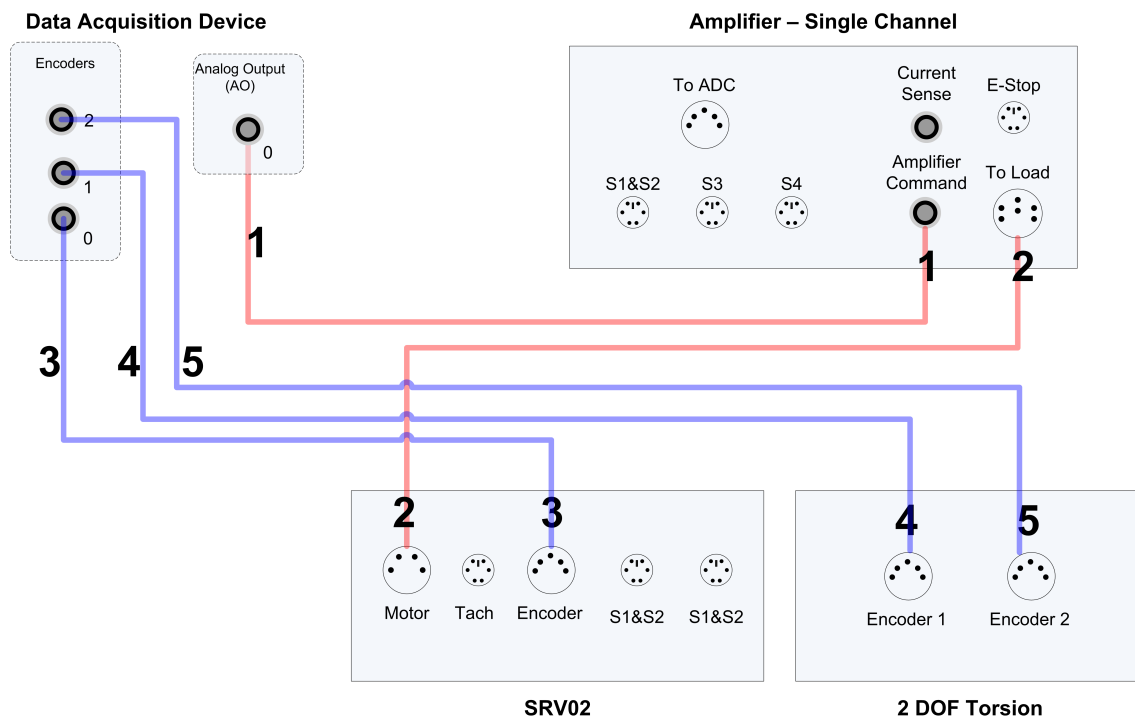 Data Acquisition Device
Amplifier – Single Channel
Encoders
2
1
0
Analog Output
(AO)
0
To ADC
Current
Sense
E-Stop
S1&S2
S3
S4
Amplifier
Command
To Load
1
1
2
3
4
5
2
3
4
5
Motor
Tach
Encoder
S1&S2
S1&S2
Encoder 1
Encoder 2
SRV02
2 DOF Torsion